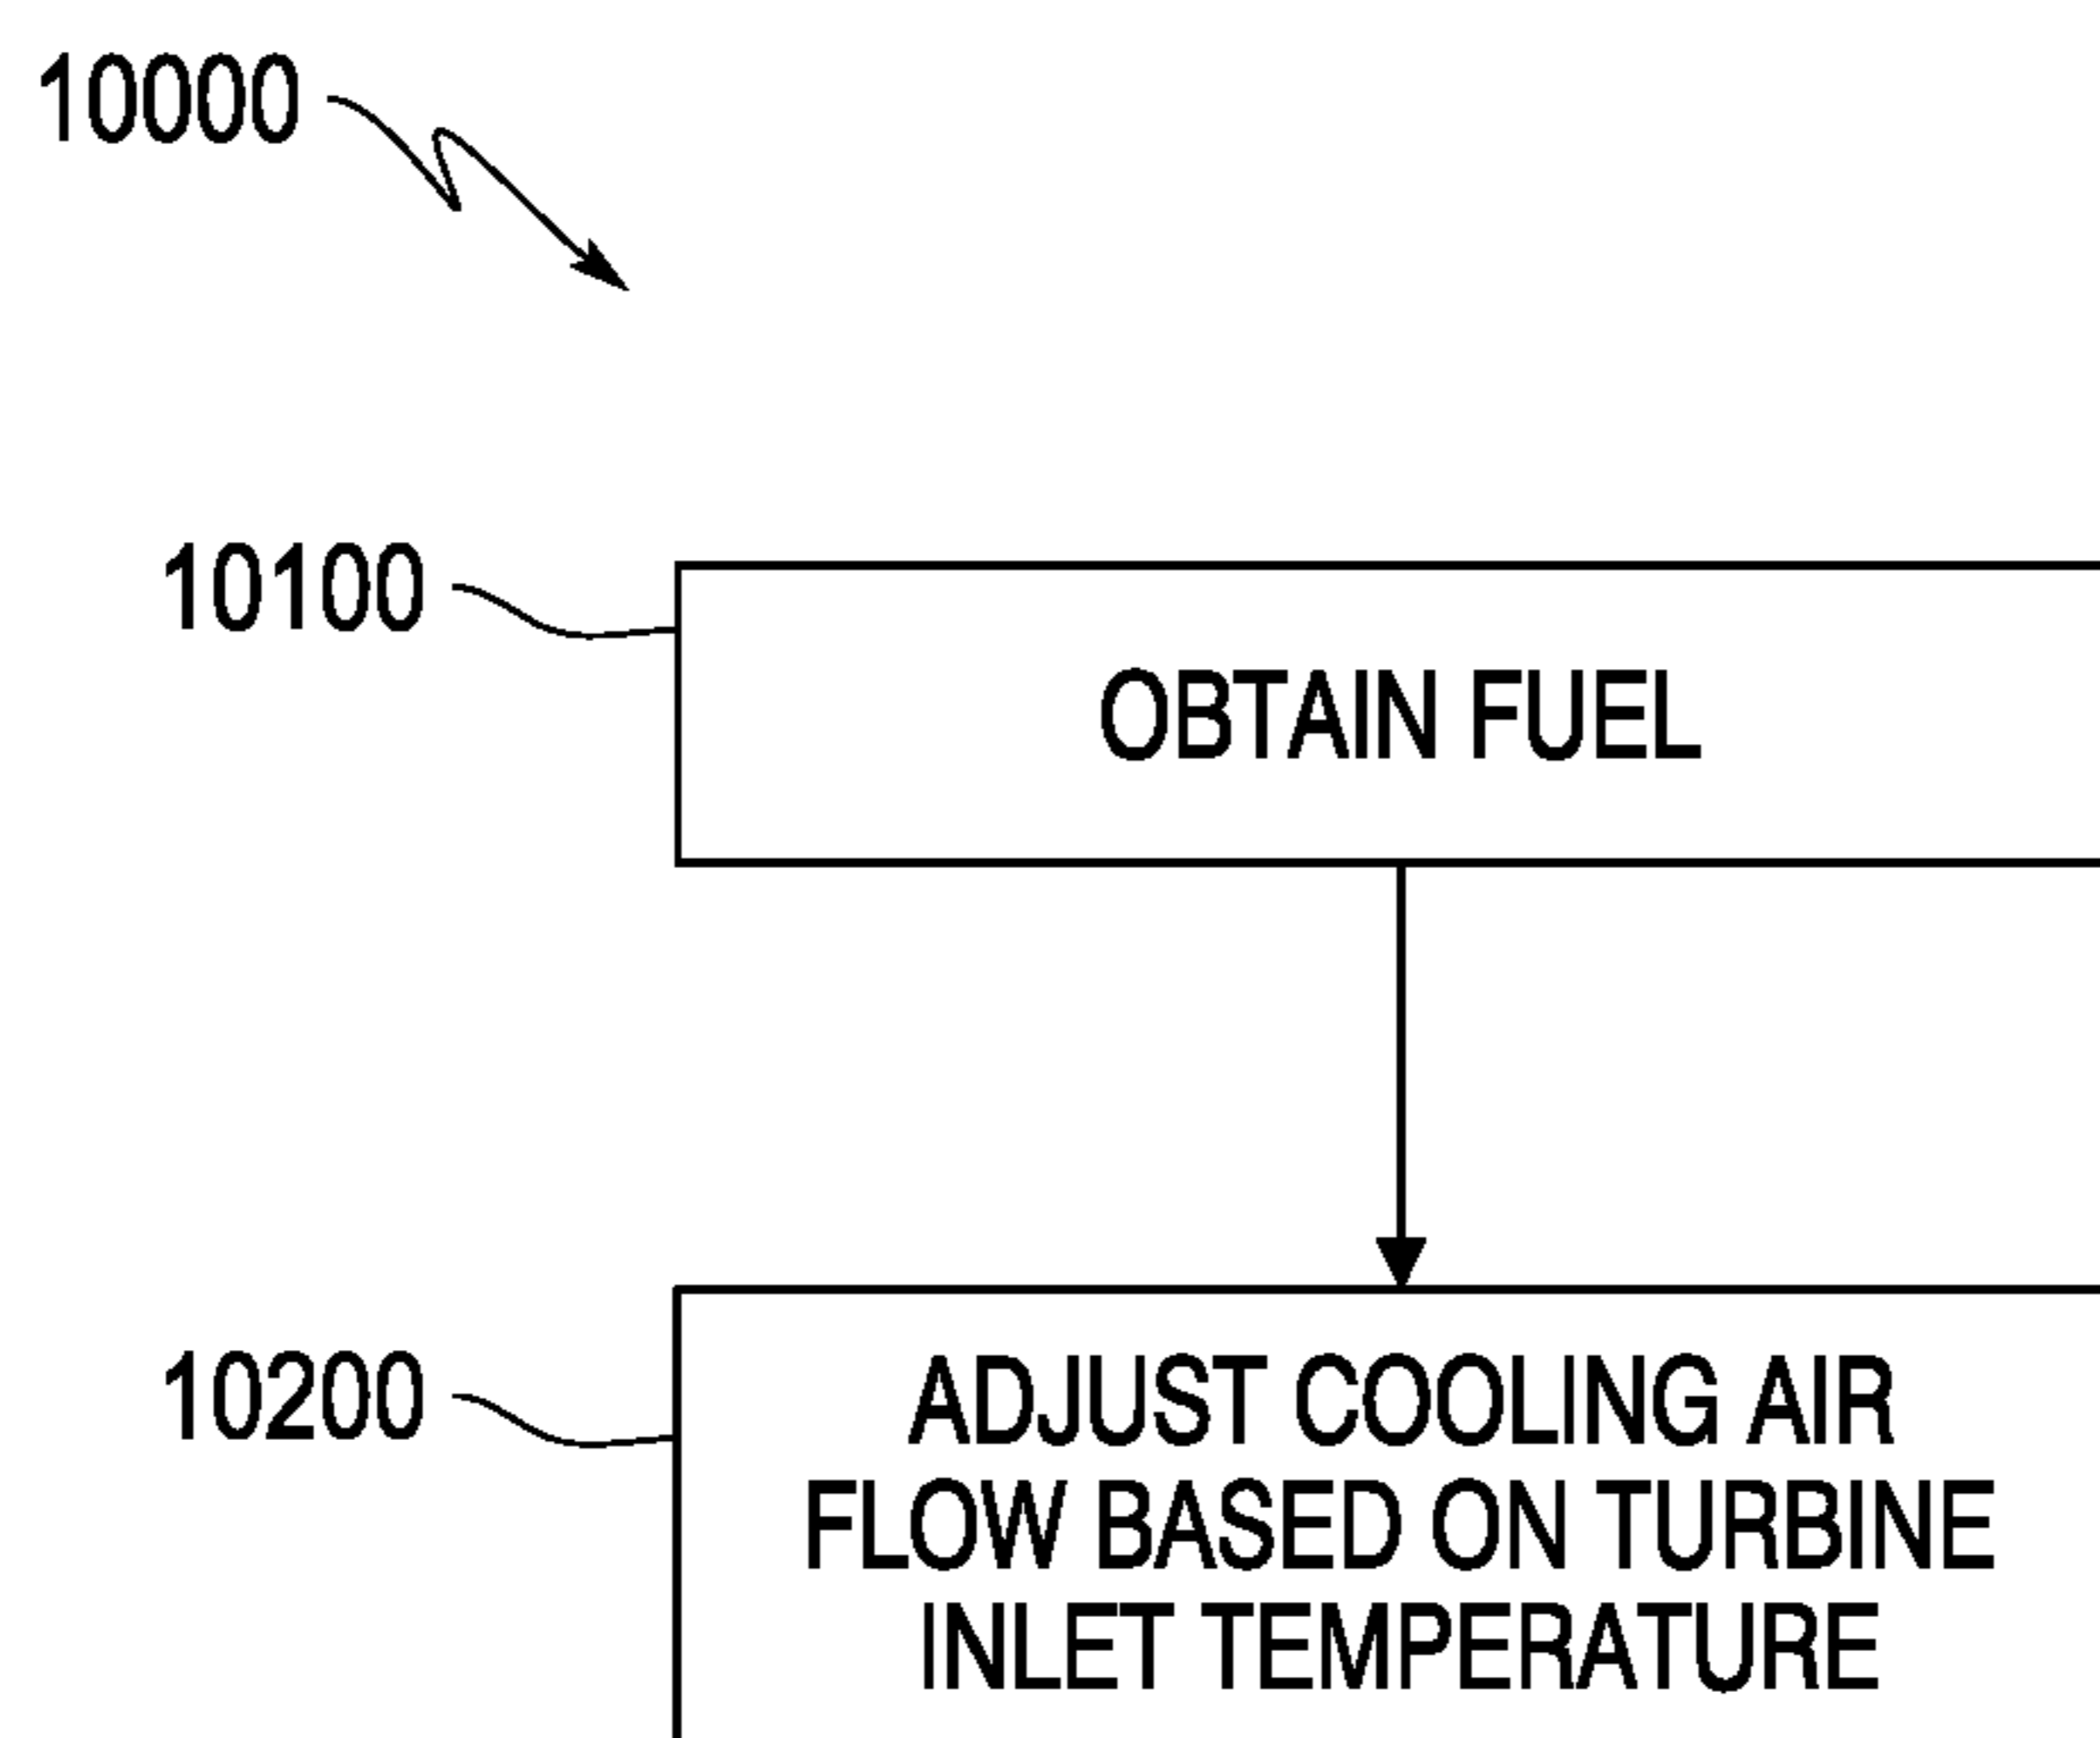 10000
10100
OBTAIN FUEL
10200
ADJUST COOLING AIR
FLOW BASED ON TURBINE
INLET TEMPERATURE